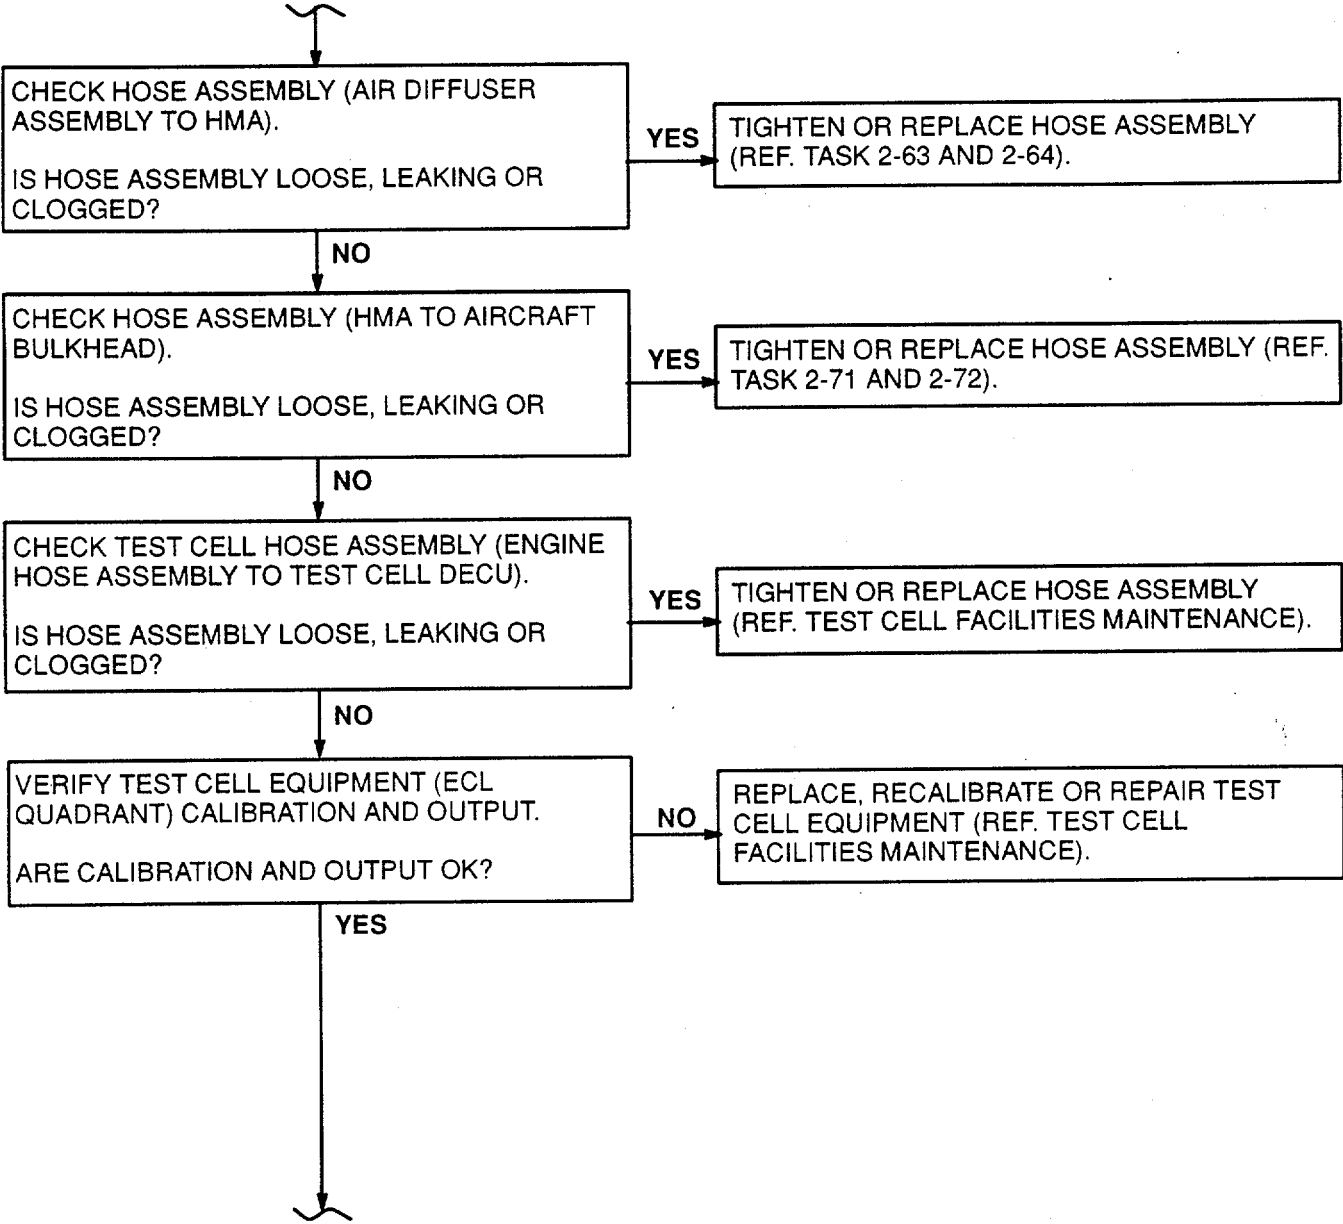 CHECK HOSE ASSEMBLY (AIR DIFFUSER
ASSEMBLY TO HMA).
IS HOSE ASSEMBLY LOOSE, LEAKING OR
CLOGGED?
YES
TIGHTEN OR REPLACE HOSE ASSEMBLY
(REF. TASK 2-63 AND 2-64).
NO
CHECK HOSE ASSEMBLY (HMA TO AIRCRAFT
BULKHEAD).
IS HOSE ASSEMBLY LOOSE, LEAKING OR
CLOGGED?
YES
TIGHTEN OR REPLACE HOSE ASSEMBLY (REF.
TASK 2-71 AND 2-72).
NO
CHECK TEST CELL HOSE ASSEMBLY (ENGINE
HOSE ASSEMBLY TO TEST CELL DECU).
IS HOSE ASSEMBLY LOOSE, LEAKING OR
CLOGGED?
YES
TIGHTEN OR REPLACE HOSE ASSEMBLY
(REF. TEST CELL FACILITIES MAINTENANCE).
NO
VERIFY TEST CELL EQUIPMENT (ECL
QUADRANT) CALIBRATION AND OUTPUT.
ARE CALIBRATION AND OUTPUT OK?
NO
REPLACE, RECALIBRATE OR REPAIR TEST
CELL EQUIPMENT (REF. TEST CELL
FACILITIES MAINTENANCE).
YES